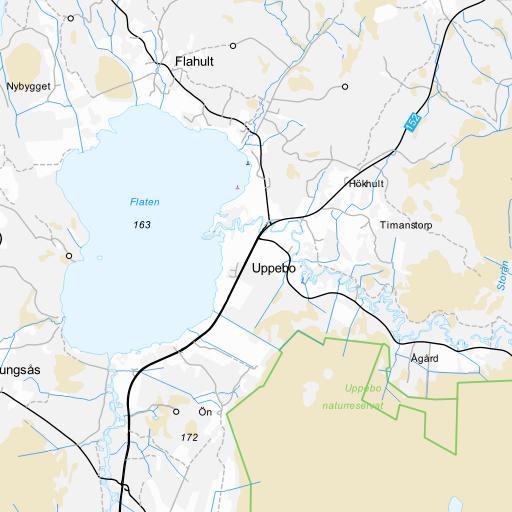 Flahult
Nybygget
152
Hökhult
Flaten
163
Timanstorp
Uppebo
Storån
Ågård
ungsås
Uppebo
naturreservat
Ön
172